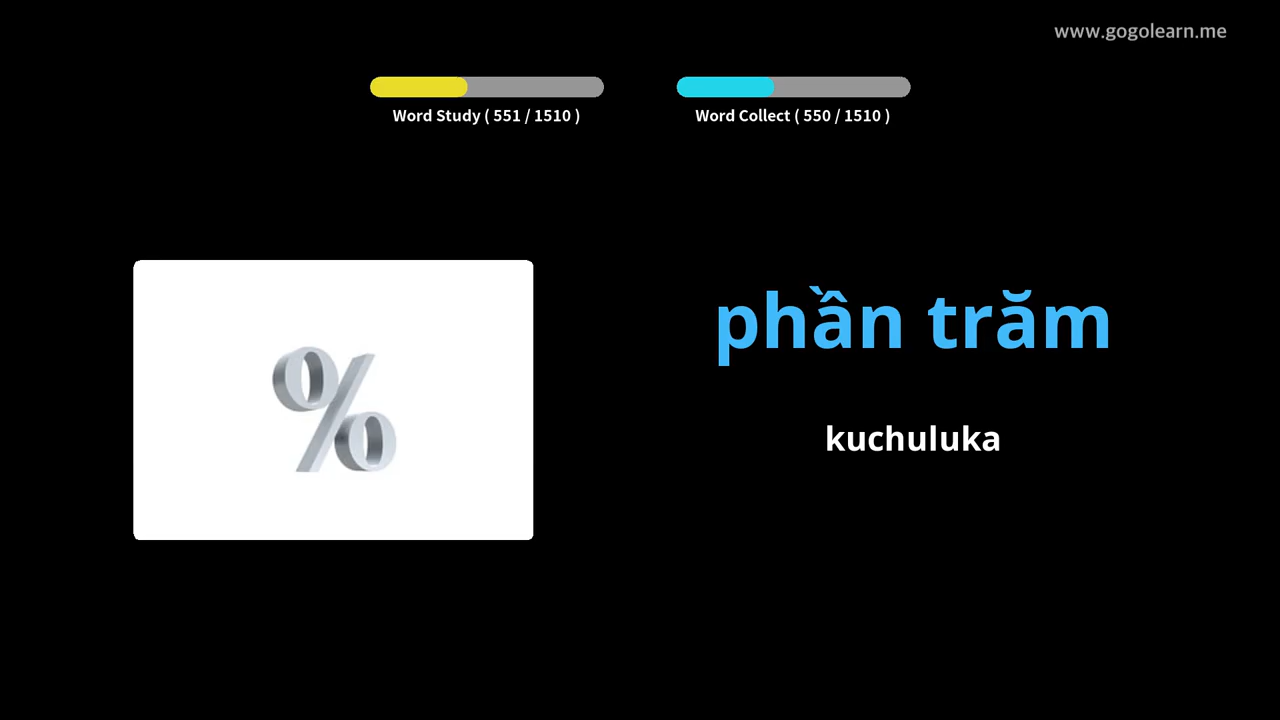 www.gogolearn.me
Word Study ( 551 / 1510 )
Word Collect ( 550 / 1510 )
%
phần trăm
kuchuluka